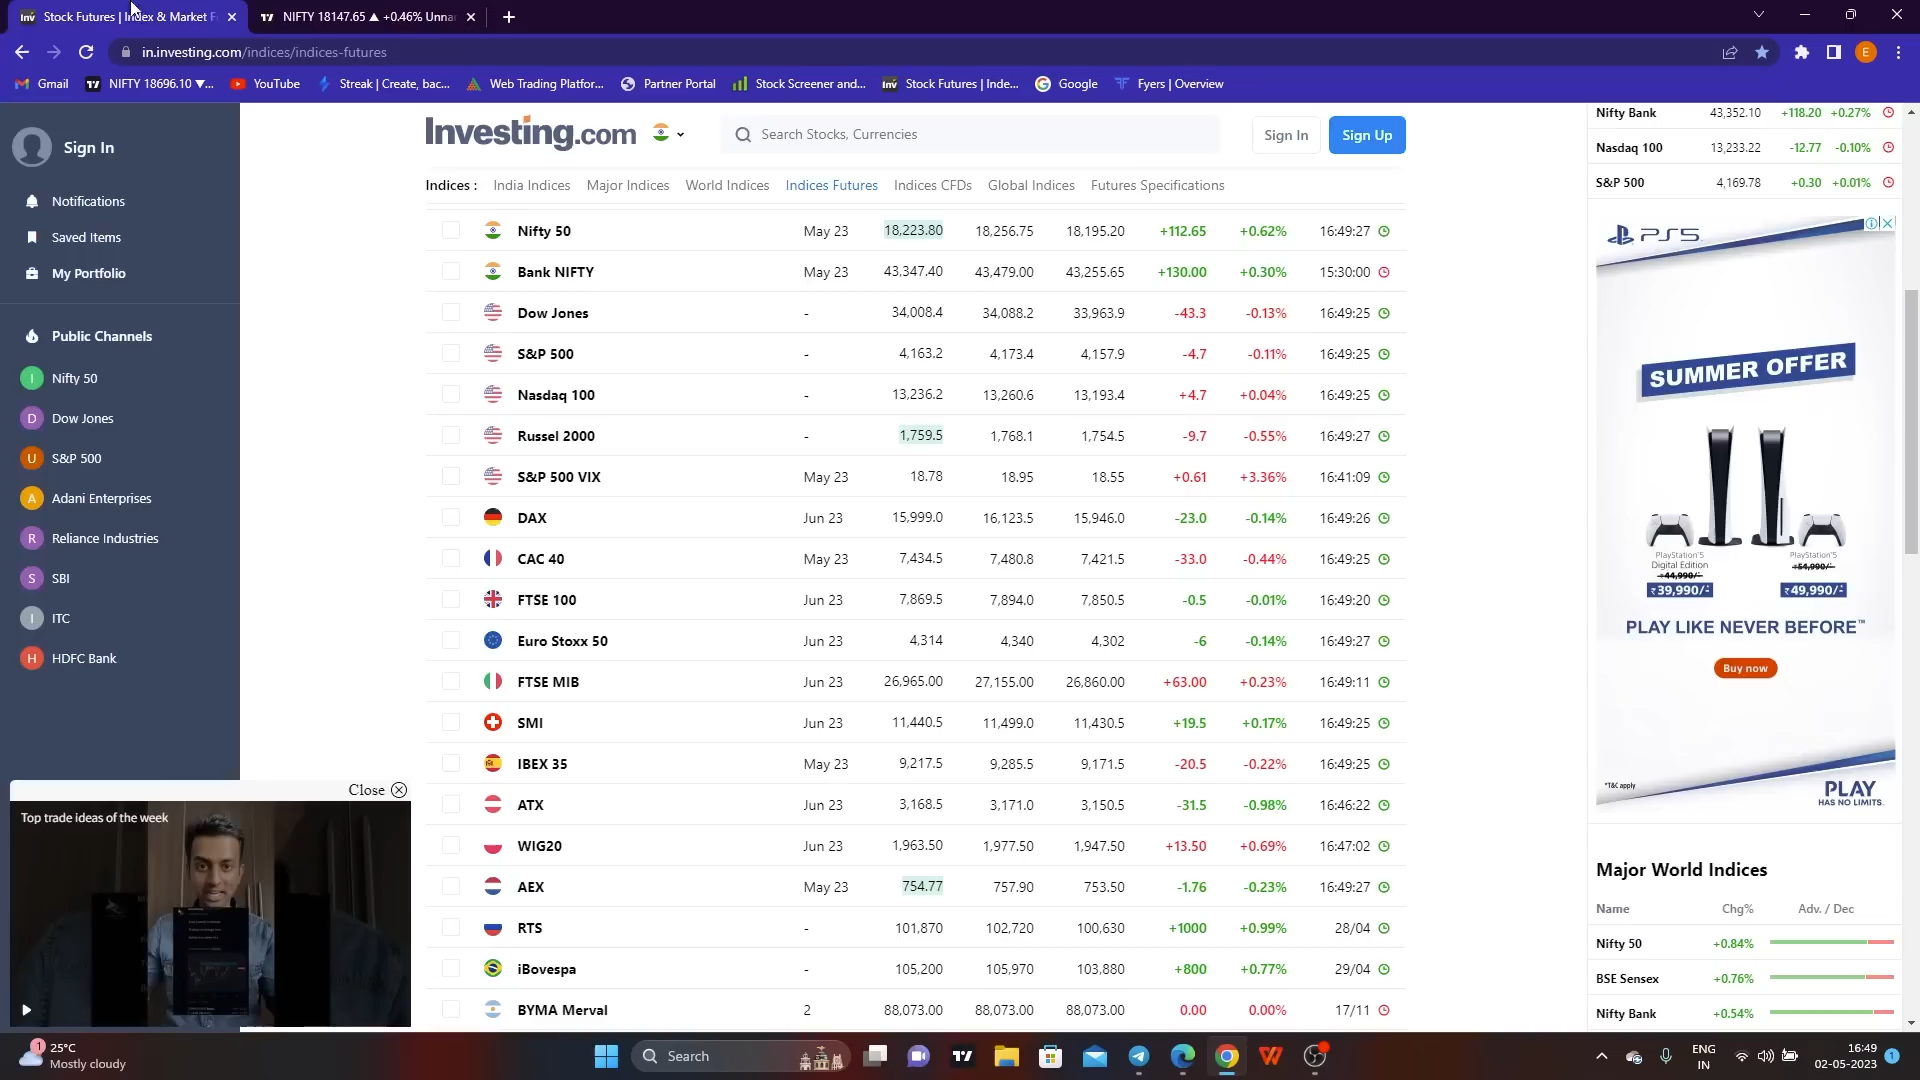 Stock Futures | Index & Market F
NIFTY 18147.65 ▲ +0.46% Unnar
in.investing.com/indices/indices-futures
E
Gmail
NIFTY 18696.10 ▼...
YouTube
Streak | Create, bac...
Web Trading Platfor...
Partner Portal
Stock Screener and...
Stock Futures | Inde...
Google
Fyers | Overview
Sign In
Notifications
Saved Items
My Portfolio
Public Channels
I Nifty 50
D Dow Jones
U S&P 500
A Adani Enterprises
R Reliance Industries
S SBI
I ITC
H HDFC Bank
Close
Top trade ideas of the week
Investing.com
Search Stocks, Currencies
Sign In
Sign Up
Indices : India Indices Major Indices World Indices Indices Futures Indices CFDs Global Indices Futures Specifications
Nifty 50 May 23 18,223.80 18,256.75 18,195.20 +112.65 +0.62% 16:49:27
Bank NIFTY May 23 43,347.40 43,479.00 43,255.65 +130.00 +0.30% 15:30:00
Dow Jones - 34,008.4 34,088.2 33,963.9 -43.3 -0.13% 16:49:25
S&P 500 - 4,163.2 4,173.4 4,157.9 -4.7 -0.11% 16:49:25
Nasdaq 100 - 13,236.2 13,260.6 13,193.4 +4.7 +0.04% 16:49:25
Russel 2000 - 1,759.5 1,768.1 1,754.5 -9.7 -0.55% 16:49:27
S&P 500 VIX May 23 18.78 18.95 18.55 +0.61 +3.36% 16:41:09
DAX Jun 23 15,999.0 16,123.5 15,946.0 -23.0 -0.14% 16:49:26
CAC 40 May 23 7,434.5 7,480.8 7,421.5 -33.0 -0.44% 16:49:25
FTSE 100 Jun 23 7,869.5 7,894.0 7,850.5 -0.5 -0.01% 16:49:20
Euro Stoxx 50 Jun 23 4,314 4,340 4,302 -6 -0.14% 16:49:27
FTSE MIB Jun 23 26,965.00 27,155.00 26,860.00 +63.00 +0.23% 16:49:11
SMI Jun 23 11,440.5 11,499.0 11,430.5 +19.5 +0.17% 16:49:25
IBEX 35 May 23 9,217.5 9,285.5 9,171.5 -20.5 -0.22% 16:49:25
ATX Jun 23 3,168.5 3,171.0 3,150.5 -31.5 -0.98% 16:46:22
WIG20 Jun 23 1,963.50 1,977.50 1,947.50 +13.50 +0.69% 16:47:02
AEX May 23 754.77 757.90 753.50 -1.76 -0.23% 16:49:27
RTS - 101,870 102,720 100,630 +1000 +0.99% 28/04
iBovespa - 105,200 105,970 103,880 +800 +0.77% 29/04
BYMA Merval 2 88,073.00 88,073.00 88,073.00 0.00 0.00% 17/11
Nifty Bank 43,352.10 +118.20 +0.27%
Nasdaq 100 13,233.22 -12.77 -0.10%
S&P 500 4,169.78 +0.30 +0.01%
PS5
SUMMER OFFER
PlayStation®5
Digital Edition
₹44,990/-
₹39,990/-
PlayStation®5
₹54,990/-
₹49,990/-
PLAY LIKE NEVER BEFORE™
Buy now
*T&C apply
PLAY
HAS NO LIMITS.
Major World Indices
Name Chg% Adv. / Dec
Nifty 50 +0.84%
BSE Sensex +0.76%
Nifty Bank +0.54%
1
25°C
Mostly cloudy
Search
ENG
IN
16:49
02-05-2023
1